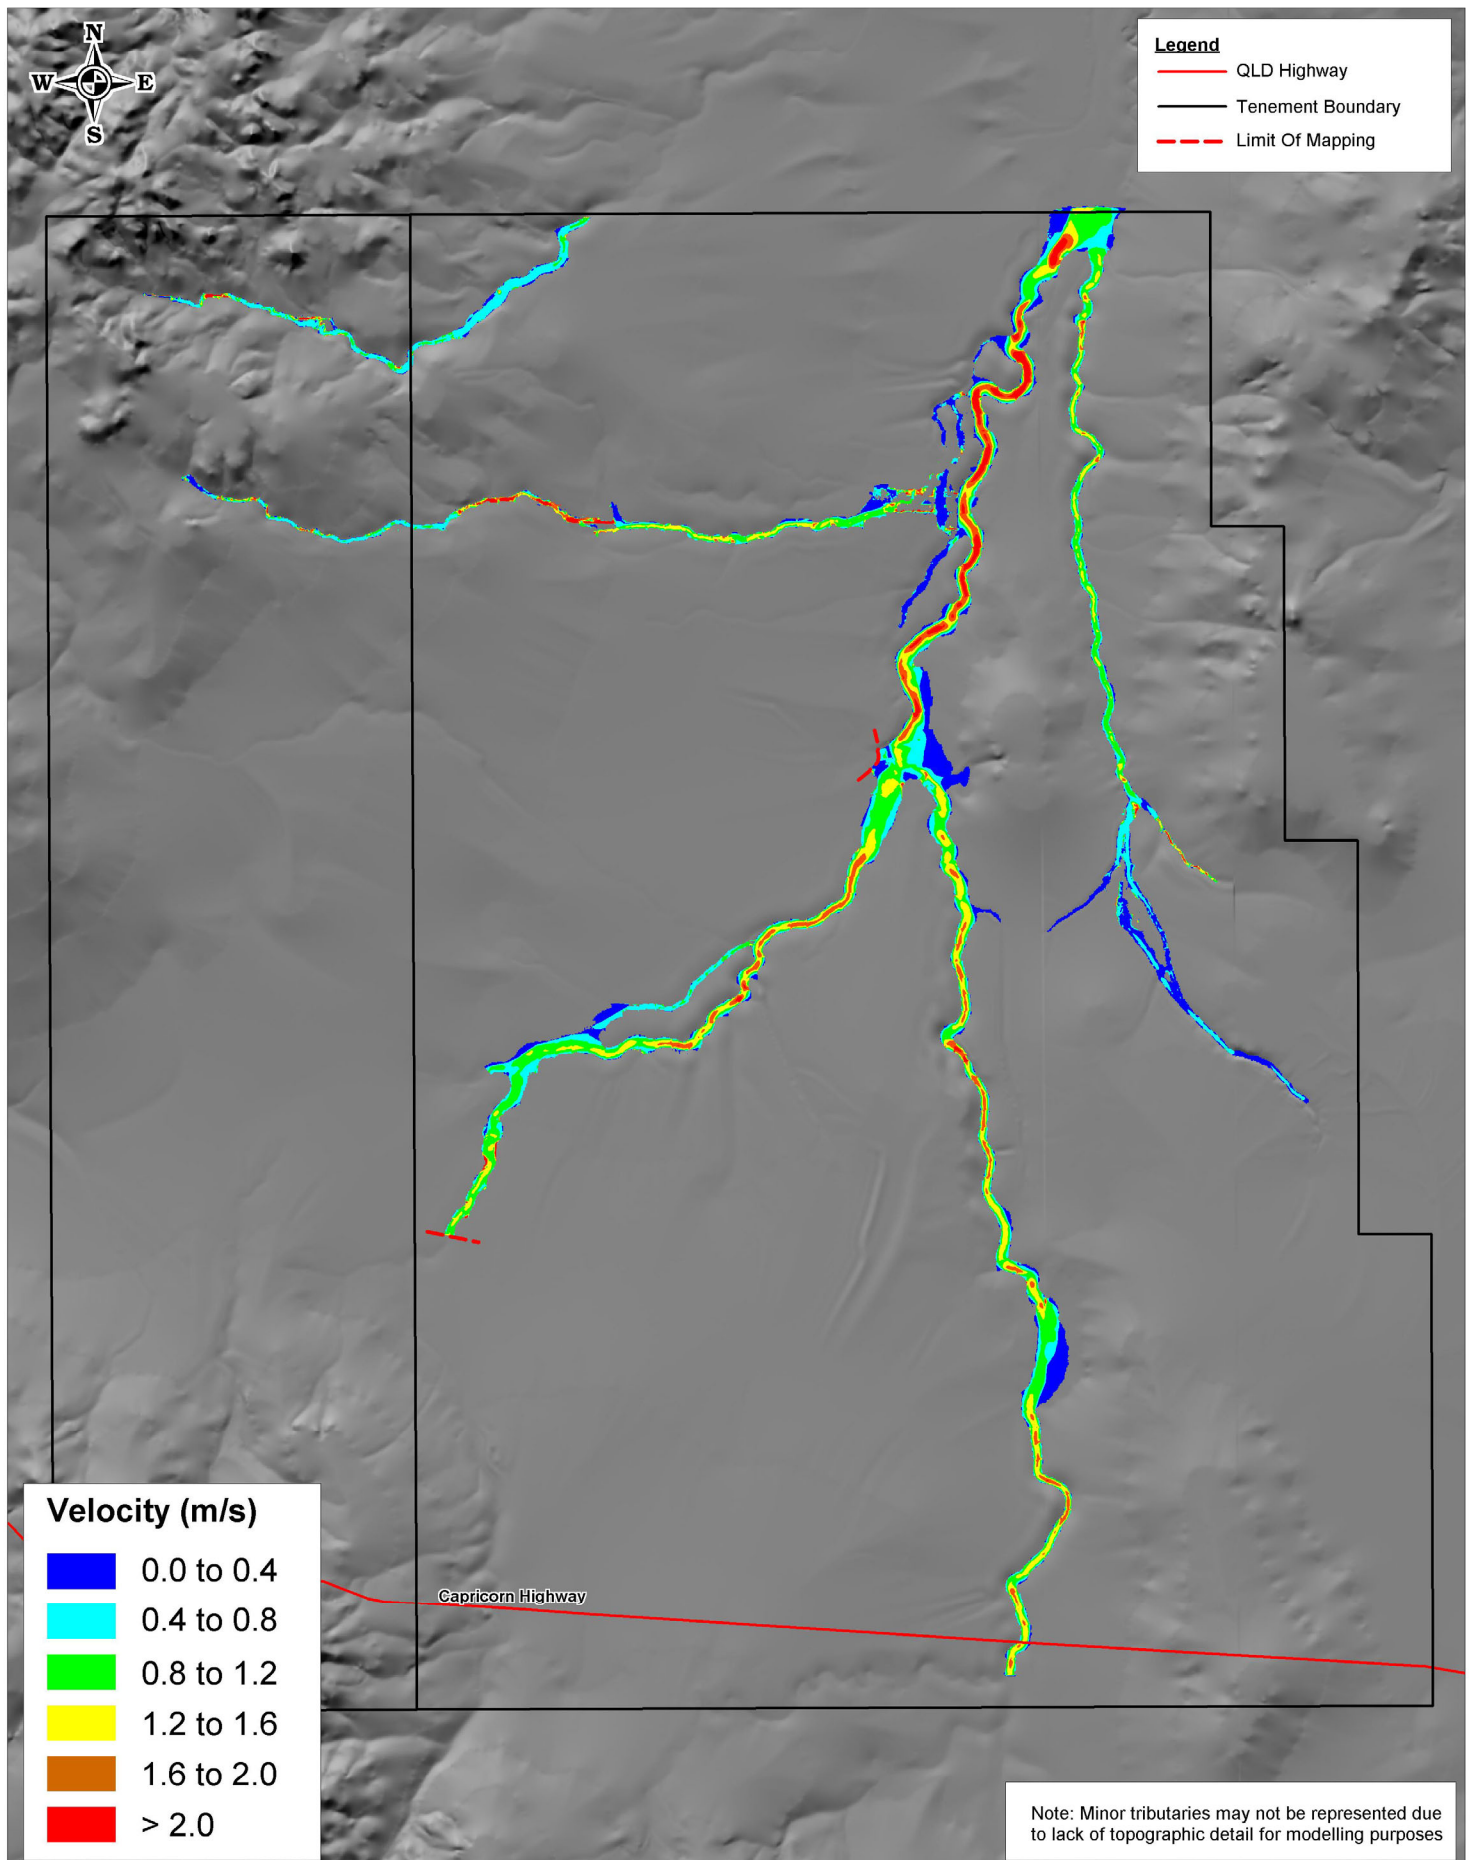 N
W E
S
Legend
QLD Highway
Tenement Boundary
Limit Of Mapping
Capricorn Highway
Velocity (m/s)
0.0 to 0.4
0.4 to 0.8
0.8 to 1.2
1.2 to 1.6
1.6 to 2.0
> 2.0
Note: Minor tributaries may not be represented due
to lack of topographic detail for modelling purposes